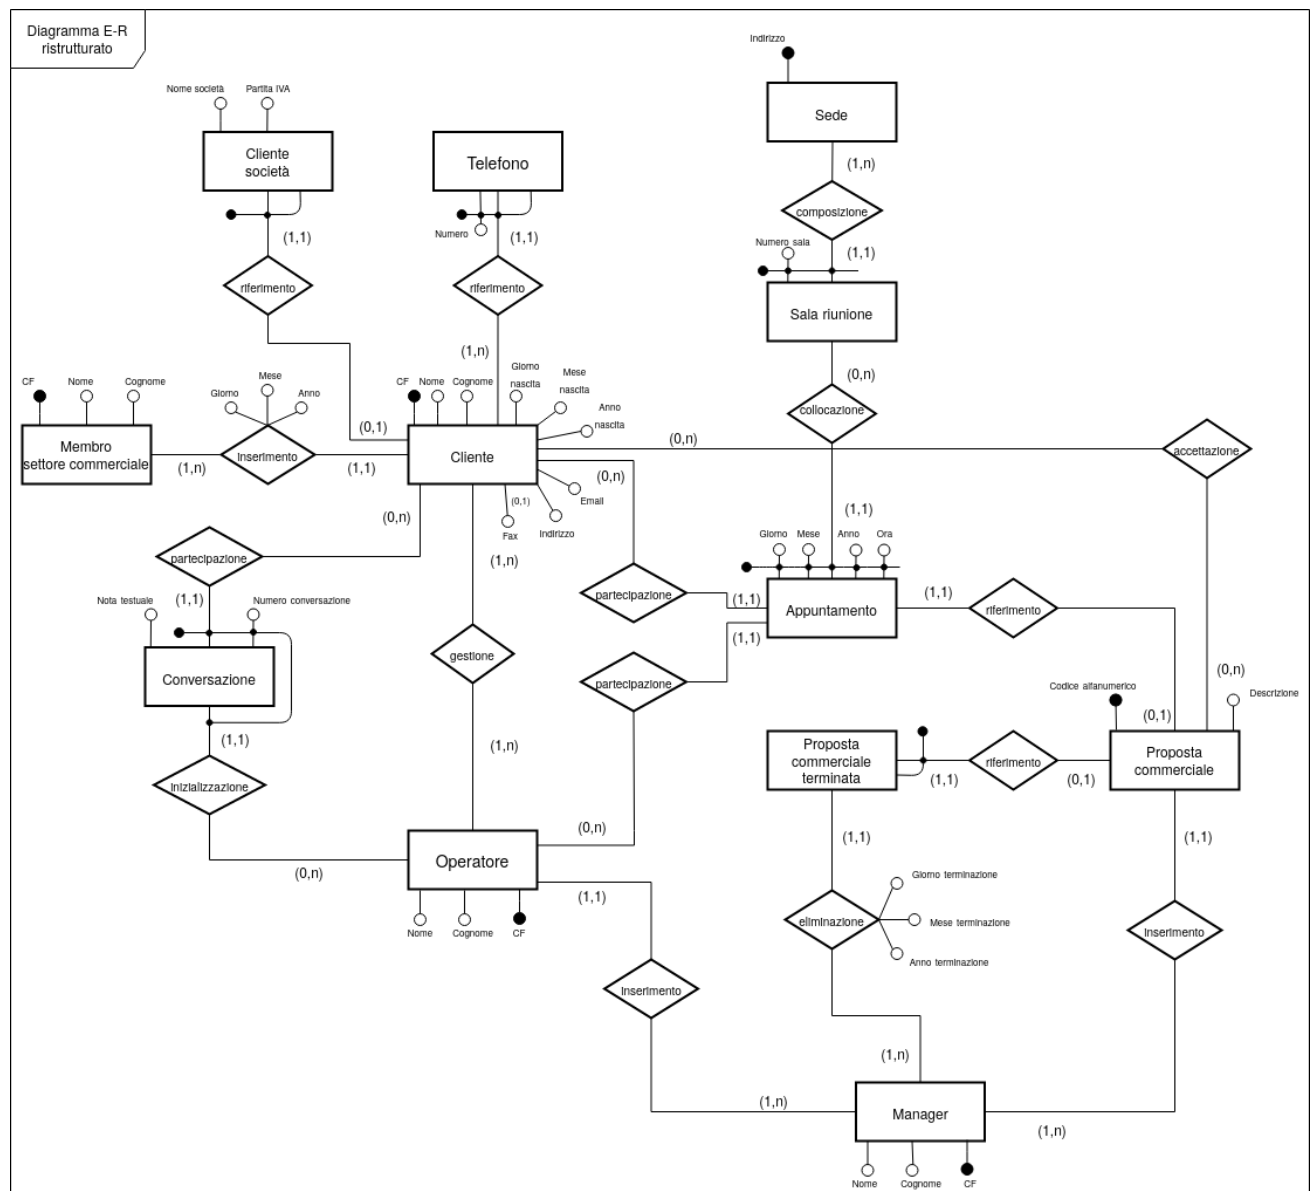 Diagramma E-R
ristrutturato
Indirizzo
Sede
(1,n)
composizione
Numero sala
(1,1)
Sala riunione
(0,n)
collocazione
Nome società
Partita IVA
Cliente
società
(1,1)
riferimento
Telefono
Numero
(1,1)
riferimento
(1,n)
CF
Nome
Cognome
Membro
settore commerciale
(1,n)
Giorno
Mese
Anno
inserimento
(1,1)
(0,1)
CF
Nome
Cognome
Giorno
nascita
Mese
nascita
Anno
nascita
Cliente
(0,n)
accettazione
(0,n)
Email
Indirizzo
(0,1)
Fax
(0,n)
partecipazione
(1,1)
Nota testuale
Numero conversazione
Conversazione
(1,1)
inizializzazione
(0,n)
(1,n)
gestione
(1,n)
partecipazione
(1,1)
(1,1)
partecipazione
(0,n)
(1,1)
Giorno
Mese
Anno
Ora
Appuntamento
(1,1)
riferimento
(0,1)
(0,n)
Codice alfanumerico
Descrizione
Proposta
commerciale
terminata
(1,1)
riferimento
(0,1)
Proposta
commerciale
(1,1)
(1,1)
Operatore
Nome
Cognome
CF
(1,1)
inserimento
(1,n)
eliminazione
Giorno terminazione
Mese terminazione
Anno terminazione
inserimento
(1,n)
Manager
(1,n)
Nome
Cognome
CF